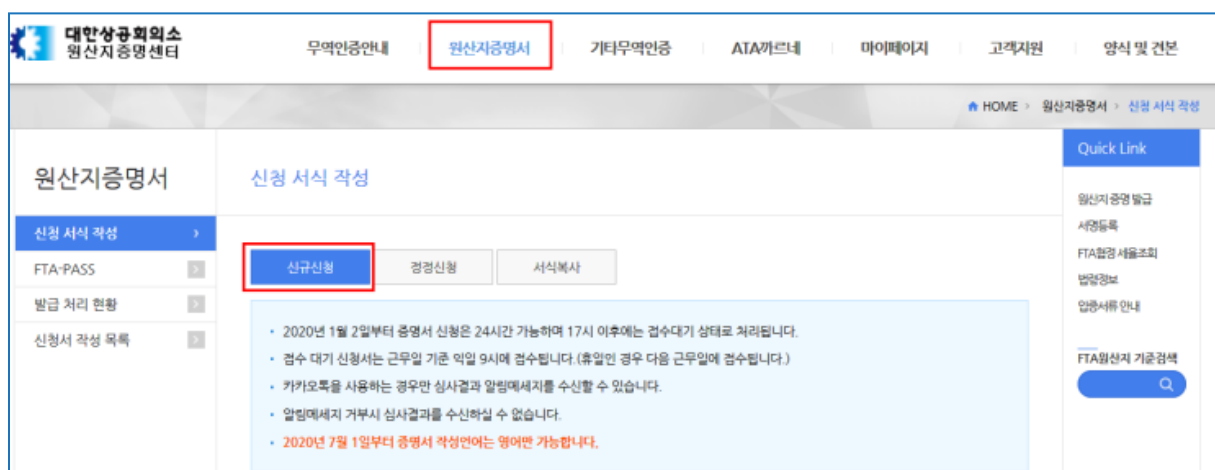 대한상공회의소
원산지증명센터
무역인증안내 원산지증명서 기타무역인증 ATA까르네 마이페이지 고객지원 양식 및 견본
HOME > 원산지증명서 > 신청 서식 작성
원산지증명서
신청 서식 작성
FTA-PASS
발급 처리 현황
신청서 작성 목록
신청 서식 작성
신규신청 정정신청 서식복사
• 2020년 1월 2일부터 증명서 신청은 24시간 가능하며 17시 이후에는 접수대기 상태로 처리됩니다.
• 접수 대기 신청서는 근무일 기준 익일 9시에 접수됩니다.(휴일인 경우 다음 근무일에 접수됩니다.)
• 카카오톡을 사용하는 경우만 심사결과 알림메세지를 수신할 수 있습니다.
• 알림메세지 거부시 심사결과를 수신하실 수 없습니다.
• 2020년 7월 1일부터 증명서 작성언어는 영어만 가능합니다.
Quick Link
원산지 증명 발급
서명등록
FTA협정 세율조회
법령정보
입증서류 안내
FTA원산지 기준검색